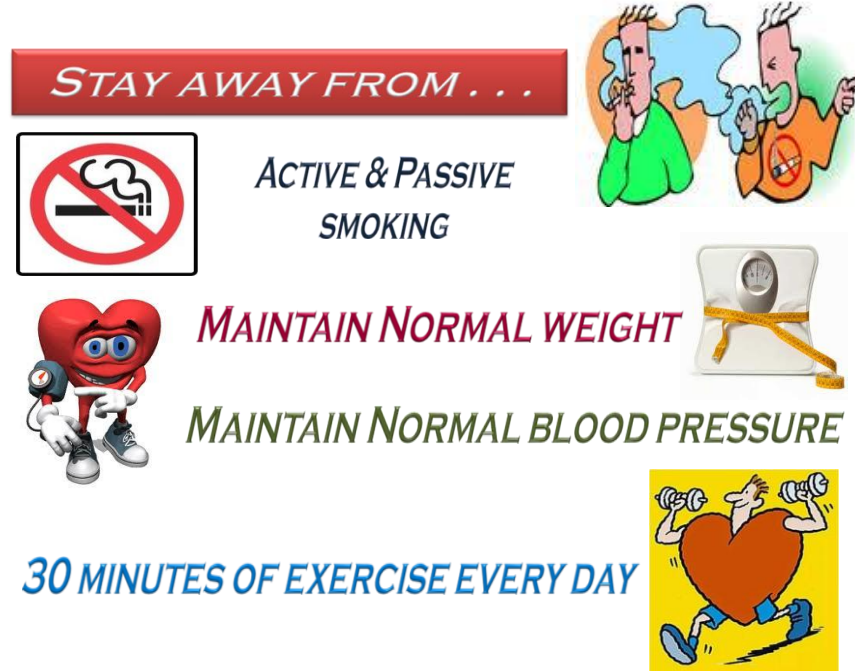 STAY AWAY FROM . . .
ACTIVE & PASSIVE
SMOKING
MAINTAIN NORMAL WEIGHT
MAINTAIN NORMAL BLOOD PRESSURE
30 MINUTES OF EXERCISE EVERY DAY